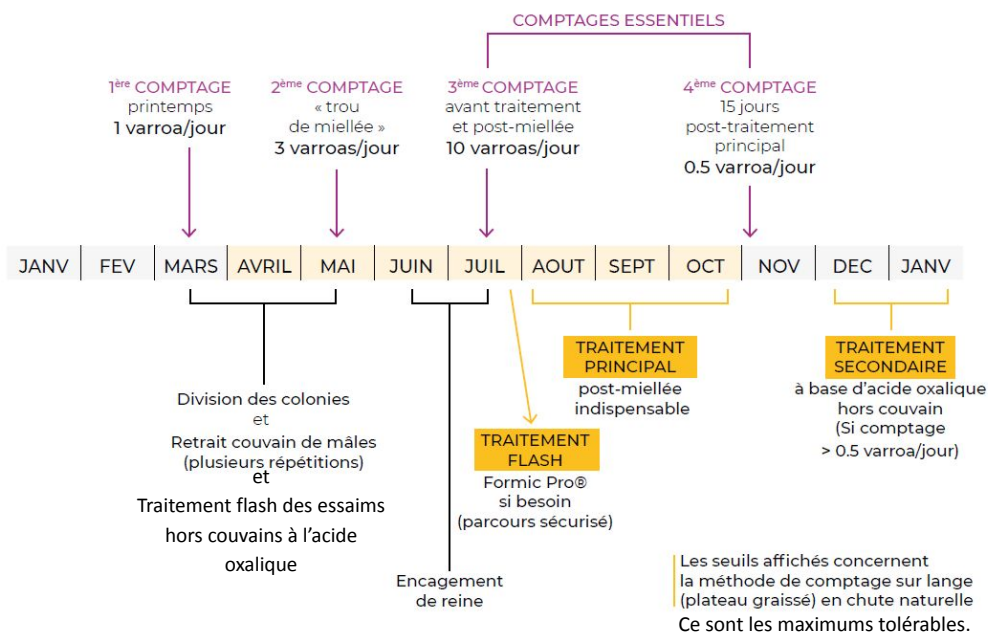 COMPTAGES ESSENTIELS
1ère COMPTAGE
printemps
1 varroa/jour
2ème COMPTAGE
« trou
de miellée »
3 varroas/jour
3ème COMPTAGE
avant traitement
et post-miellée
10 varroas/jour
4ème COMPTAGE
15 jours
post-traitement
principal
0.5 varroa/jour
JANV FEV MARS AVRIL MAI JUIN JUIL AOUT SEPT OCT NOV DEC JANV
Division des colonies
et
Retrait couvain de mâles
(plusieurs répétitions)
et
Traitement flash des essaims
hors couvains à l’acide
oxalique
Encagement
de reine
TRAITEMENT
FLASH
Formic Pro®
si besoin
(parcours sécurisé)
TRAITEMENT
PRINCIPAL
post-miellée
indispensable
TRAITEMENT
SECONDAIRE
à base d’acide oxalique
hors couvain
(Si comptage
> 0.5 varroa/jour)
Les seuils affichés concernent
la méthode de comptage sur lange
(plateau graissé) en chute naturelle
Ce sont les maximums tolérables.